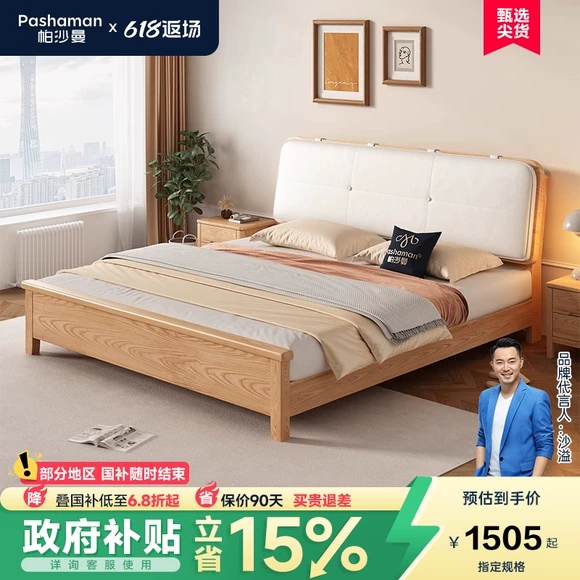 Pashaman
帕沙曼
x 618返场
甄选
尖货
Pashaman®
帕沙曼
品牌代言人:沙溢
部分地区 国补随时结束
降 叠国补低至6.8折起
省 保价90天 买贵退差
政府补贴
详询客服使用
立省15%
预估到手价
¥1505起
指定规格